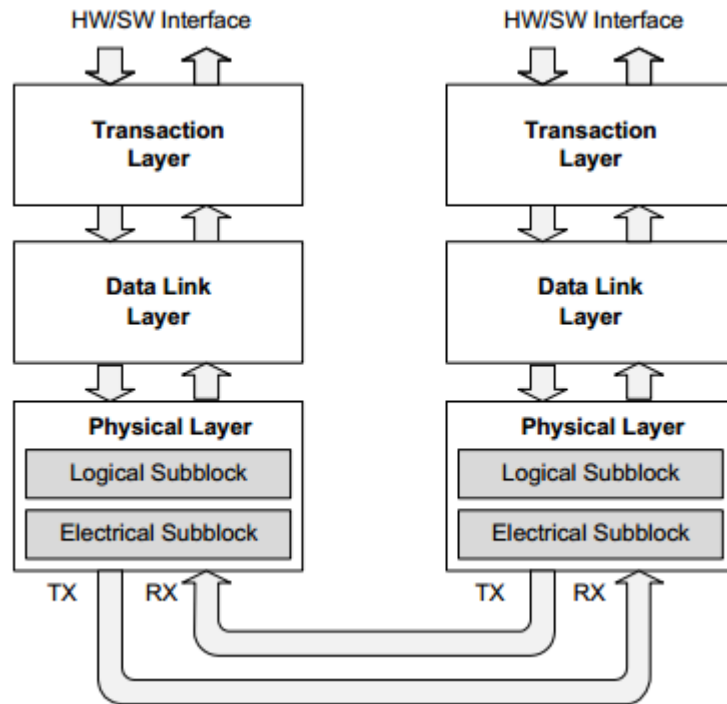 HW/SW Interface
HW/SW Interface
Transaction
Layer
Transaction
Layer
Data Link
Layer
Data Link
Layer
Physical Layer
Logical Subblock
Electrical Subblock
Physical Layer
Logical Subblock
Electrical Subblock
TX
RX
TX
RX